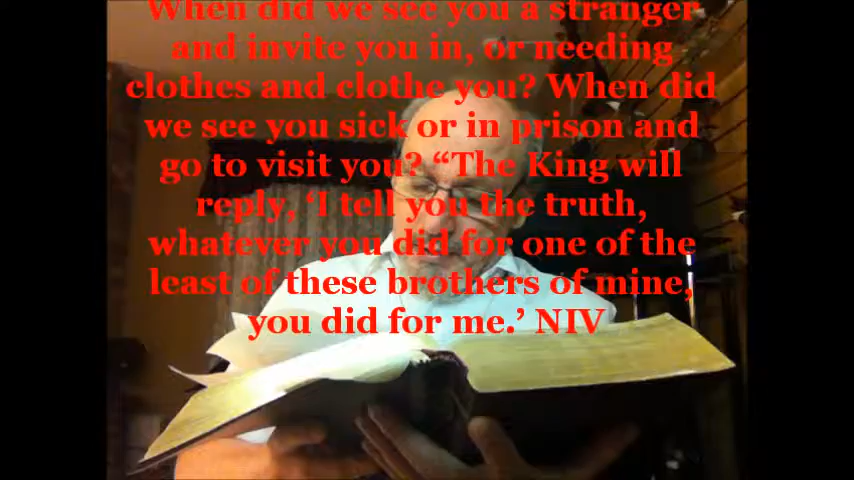 When did we see you a stranger
and invite you in, or needing
clothes and clothe you? When did
we see you sick or in prison and
go to visit you? “The King will
reply, ‘I tell you the truth,
whatever you did for one of the
least of these brothers of mine,
you did for me.’ NIV